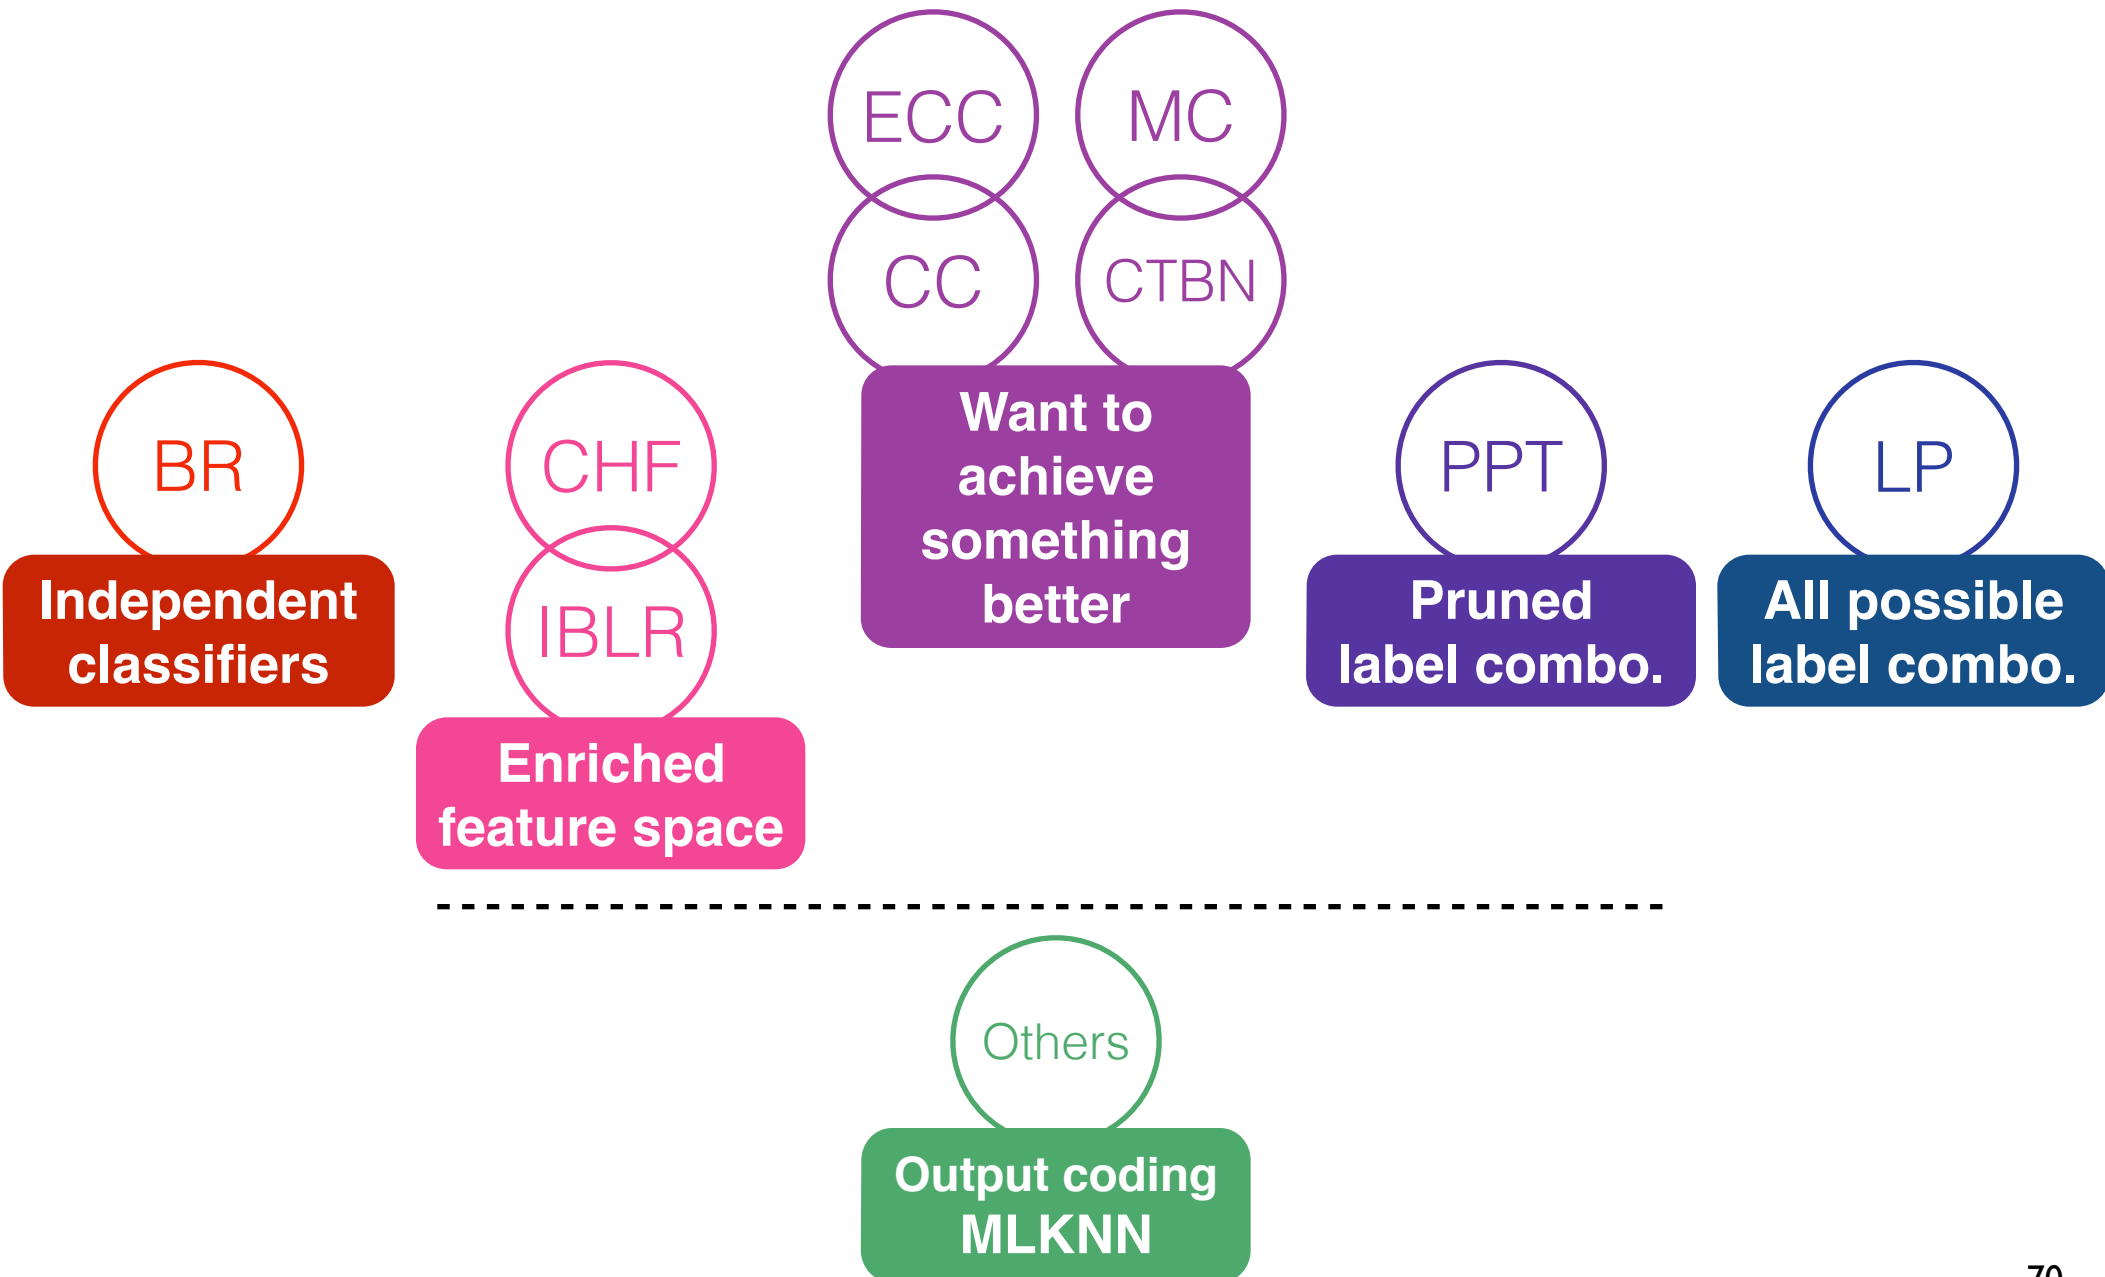 ECC
MC
CC
CTBN
BR
CHF
IBLR
Want to
achieve
something
better
PPT
LP
Independent
classifiers
Enriched
feature space
Pruned
label combo.
All possible
label combo.
Others
Output coding
MLKNN
70